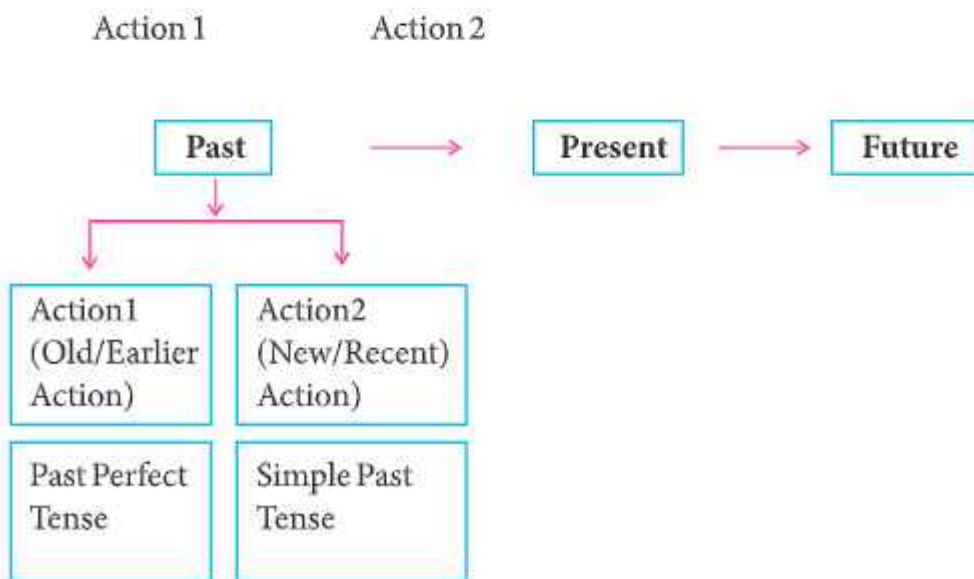 Action 1 Action 2
Past Present Future
Action1
(Old/Earlier
Action)
Action2
(New/Recent)
Action)
Past Perfect
Tense
Simple Past
Tense